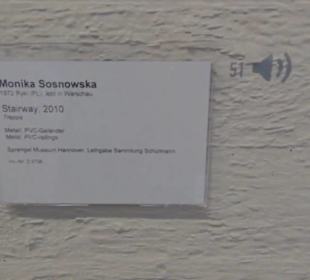 Monika Sosnowska
1972 Ryki (PL), lebt in Warschau
Stairway, 2010
Treppe
Metall, PVC-Geländer
Metal, PVC-railings
Sprengel Museum Hannover, Leihgabe Sammlung Schürmann
51